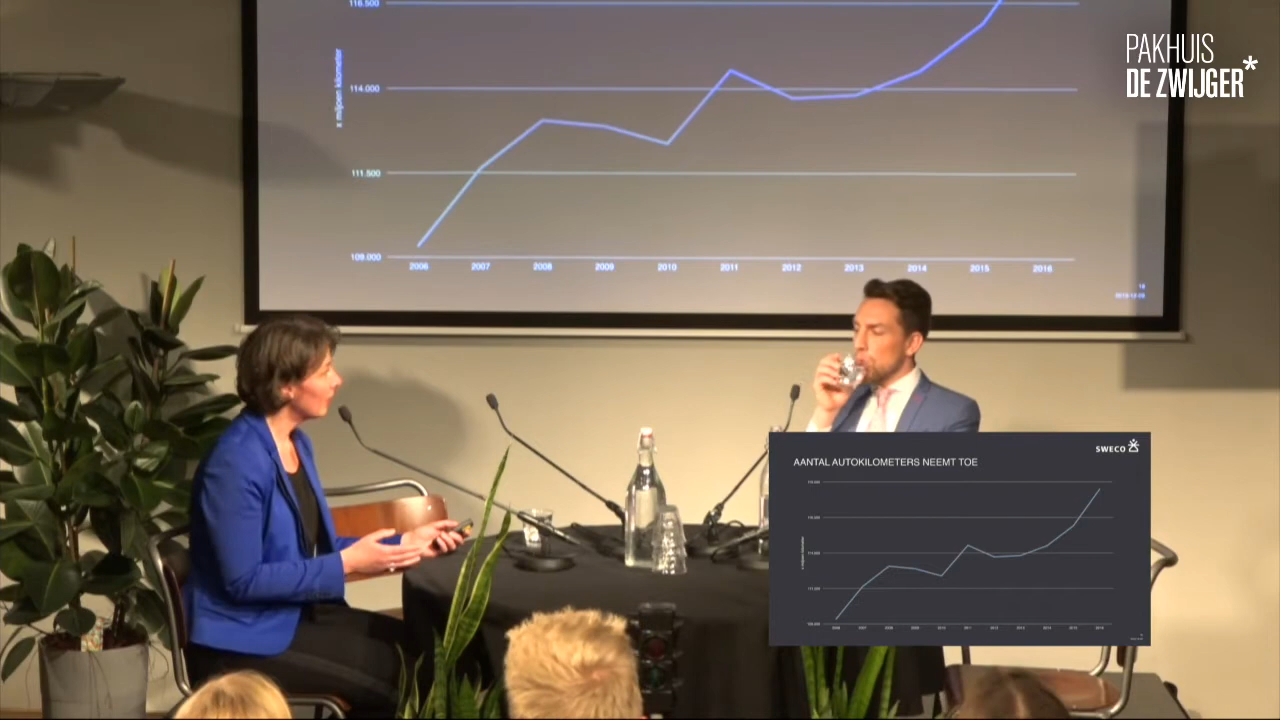 116.500
x miljoen kilometer
114.000
111.500
109.000
2006 2007 2008 2009 2010 2011 2012 2013 2014 2015 2016
PAKHUIS
DE ZWIJGER*
SWECO
AANTAL AUTOKILOMETERS NEEMT TOE